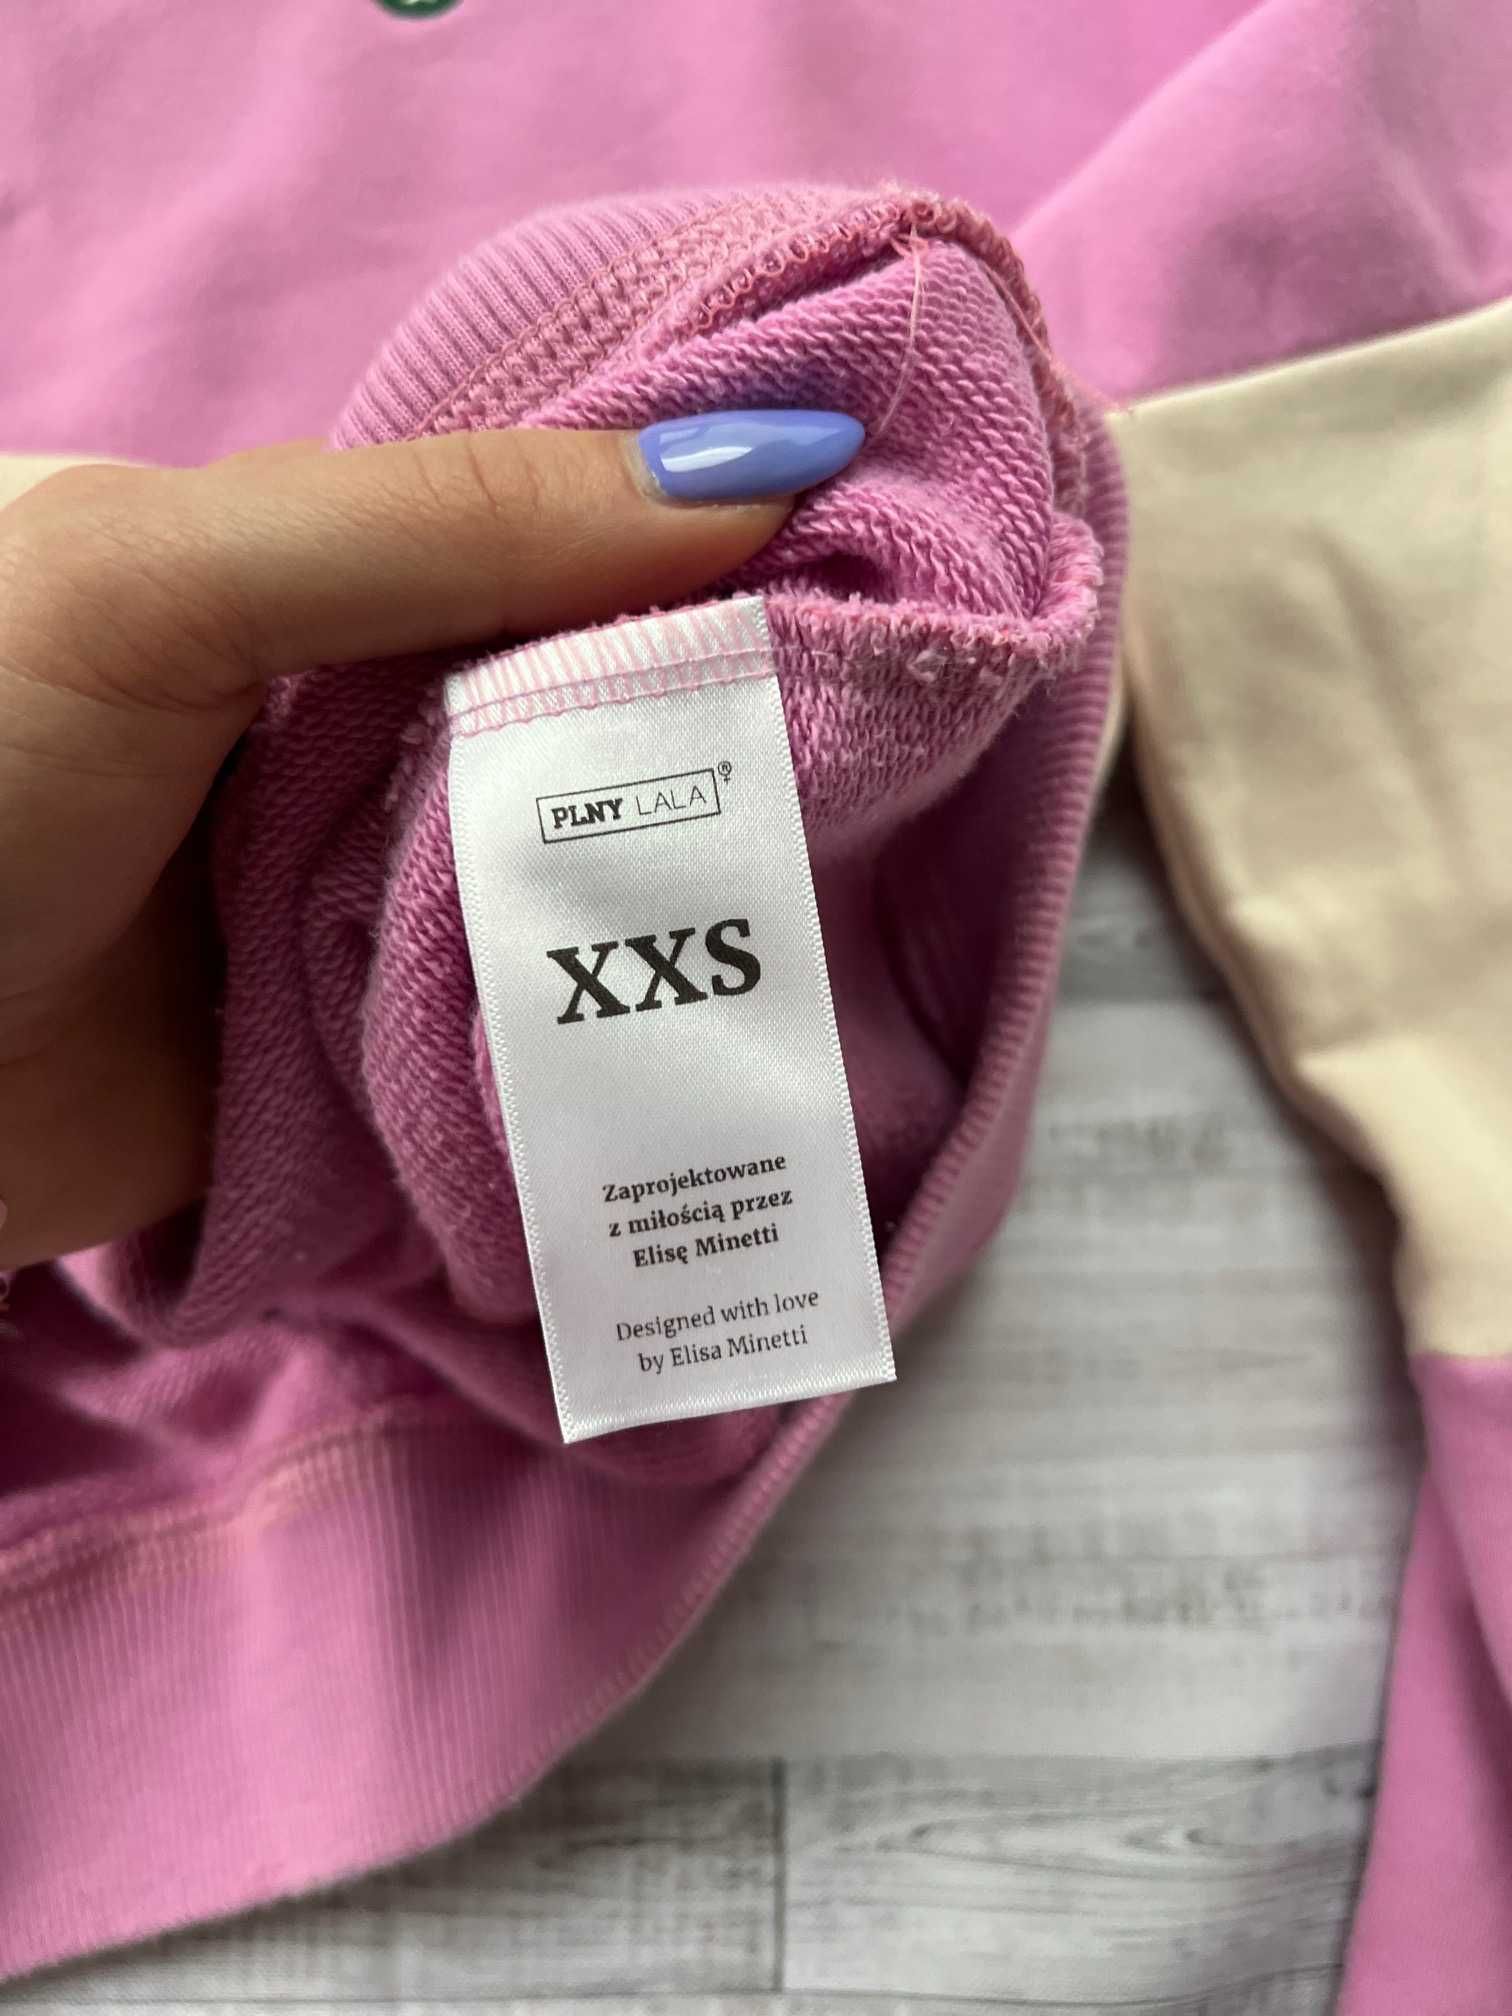 PLNY LALA®
XXS
Zaprojektowane
z miłością przez
Elisę Minetti
Designed with love
by Elisa Minetti